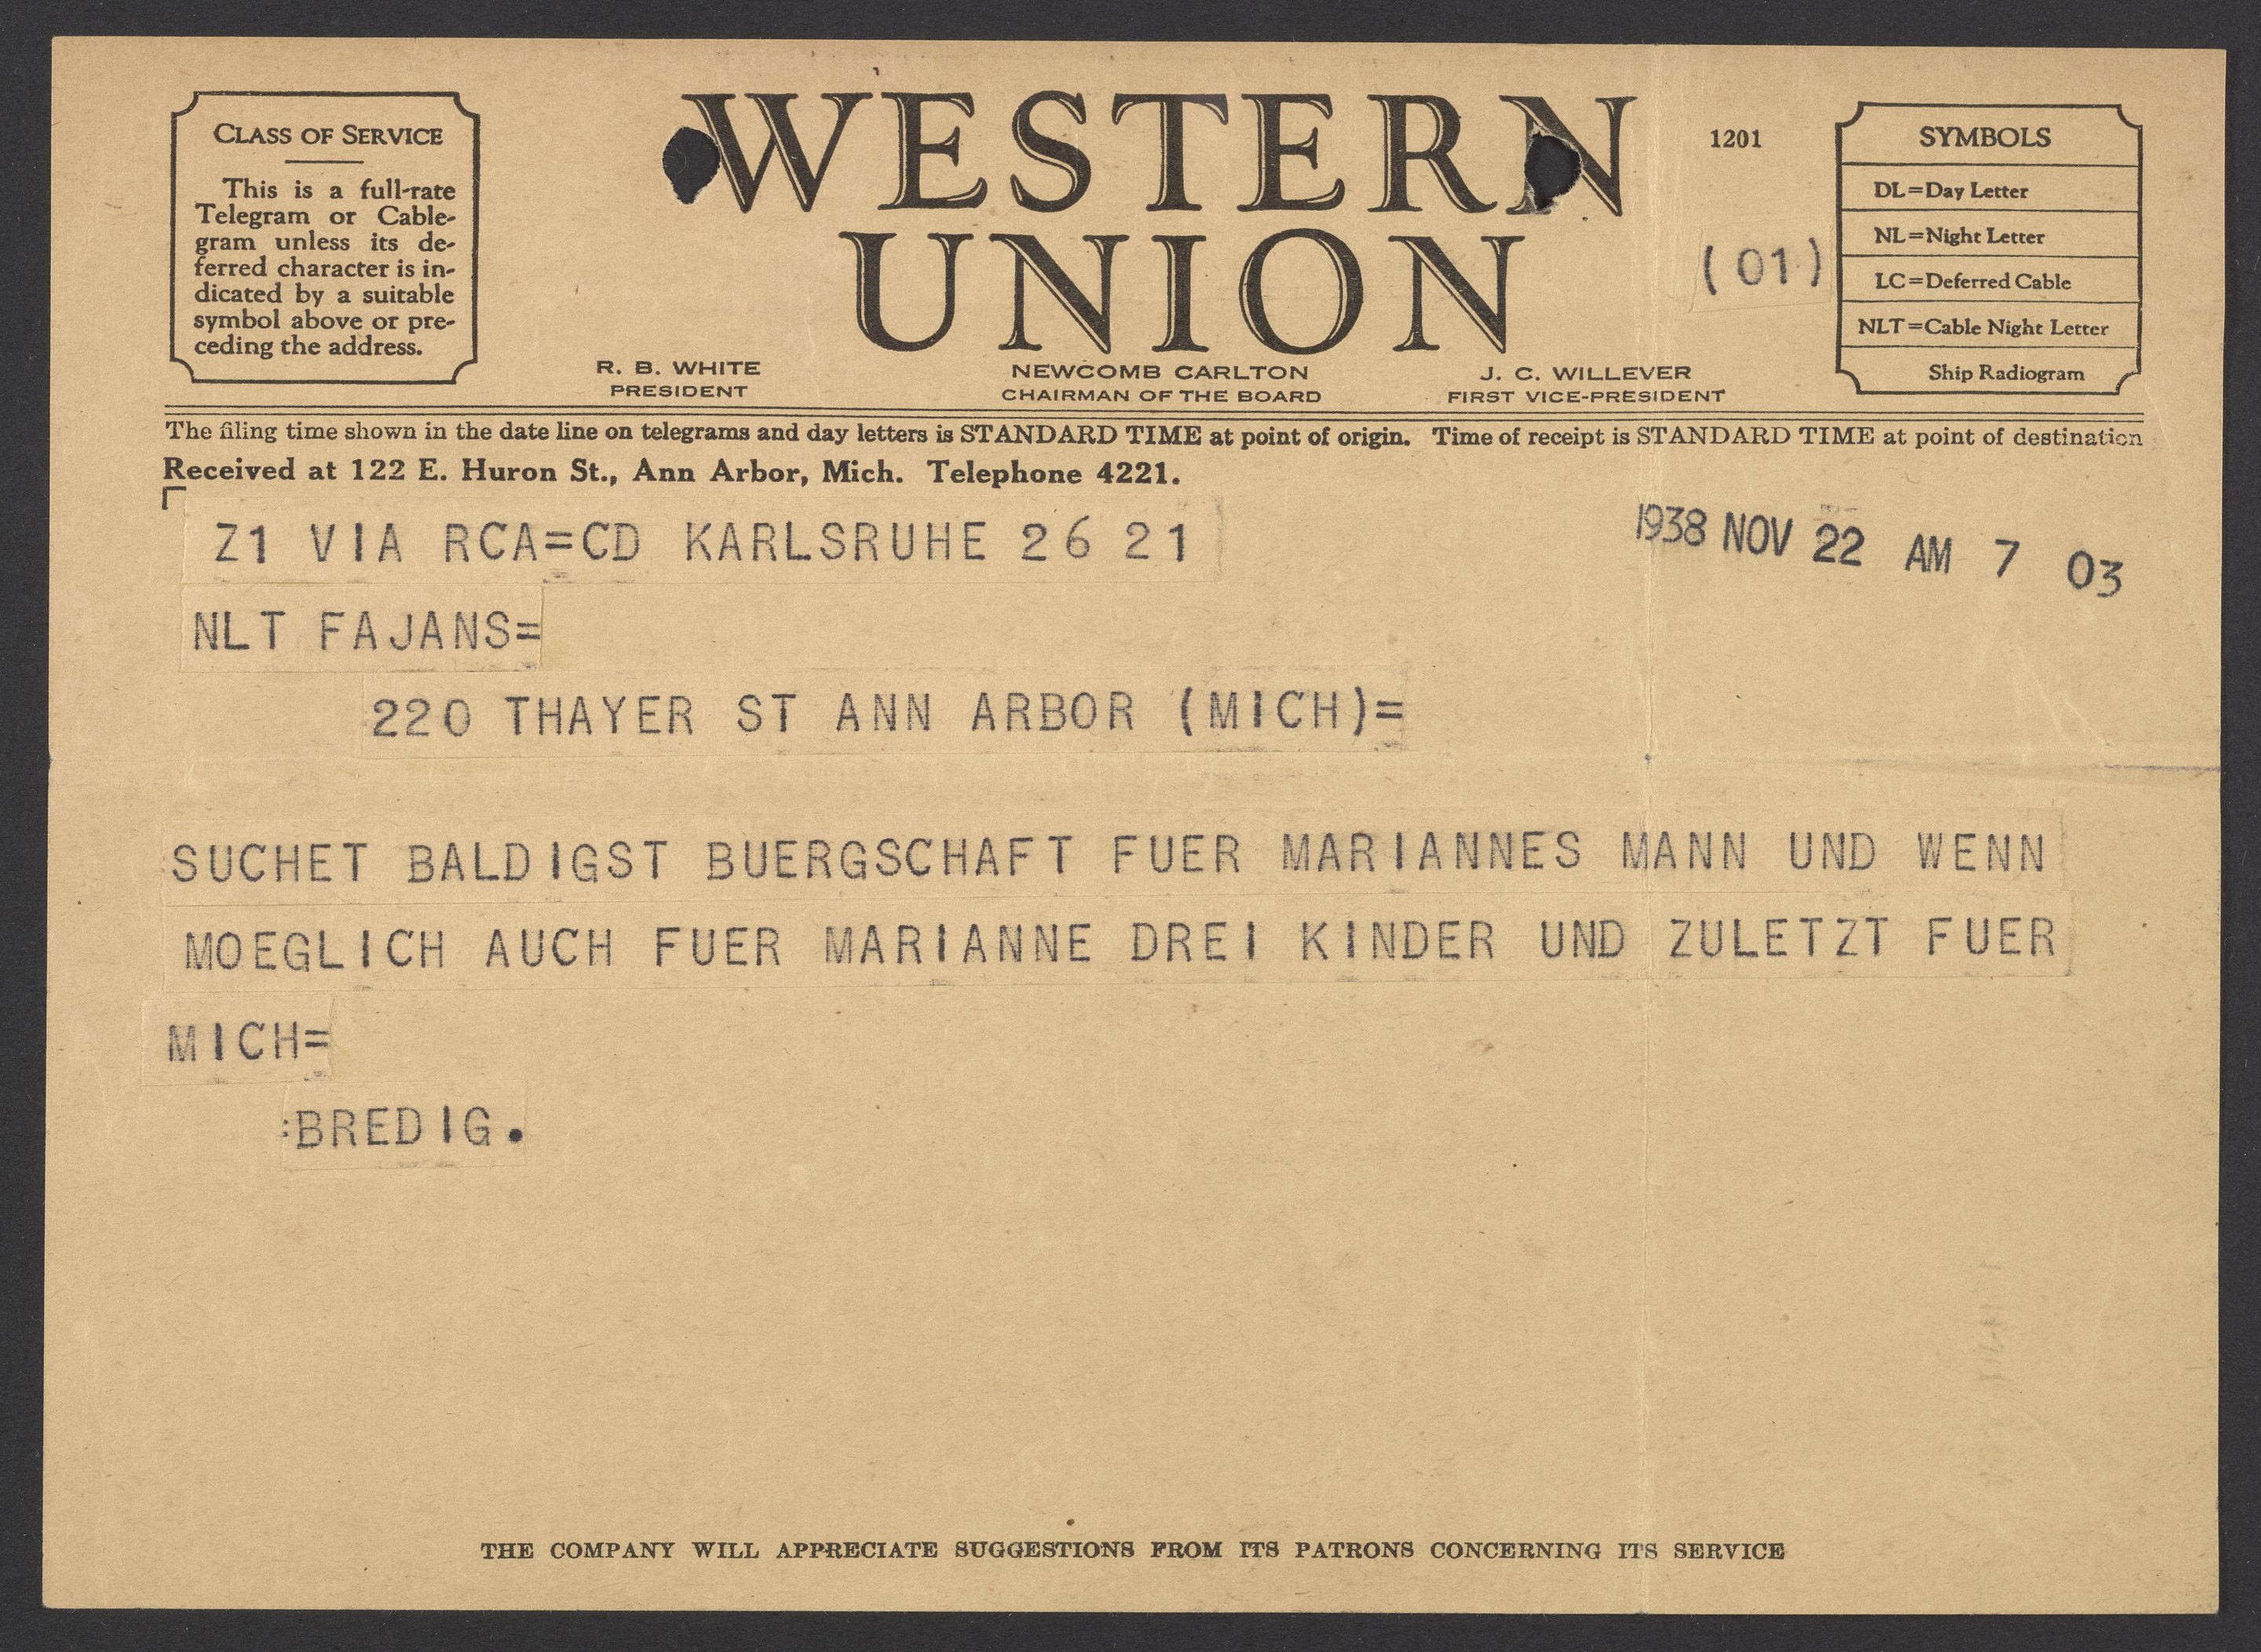 CLASS OF SERVICE
This is a full-rate
Telegram or Cable-
gram unless its de-
ferred character is in-
dicated by a suitable
symbol above or pre-
ceding the address.
WESTERN
UNION
1201
(01)
SYMBOLS
DL=Day Letter
NL=Night Letter
LC=Deferred Cable
NLT=Cable Night Letter
Ship Radiogram
R. B. WHITE
PRESIDENT
NEWCOMB CARLTON
CHAIRMAN OF THE BOARD
J. C. WILLEVER
FIRST VICE-PRESIDENT
The filing time shown in the date line on telegrams and day letters is STANDARD TIME at point of origin. Time of receipt is STANDARD TIME at point of destination
Received at 122 E. Huron St., Ann Arbor, Mich. Telephone 4221.
Z1 VIA RCA=CD KARLSRUHE 26 21
1938 NOV 22 AM 7 03
NLT FAJANS=
220 THAYER ST ANN ARBOR (MICH)=
SUCHET BALDIGST BUERGSCHAFT FUER MARIANNES MANN UND WENN
MOEGLICH AUCH FUER MARIANNE DREI KINDER UND ZULETZT FUER
MICH=
:BREDIG.
THE COMPANY WILL APPRECIATE SUGGESTIONS FROM ITS PATRONS CONCERNING ITS SERVICE